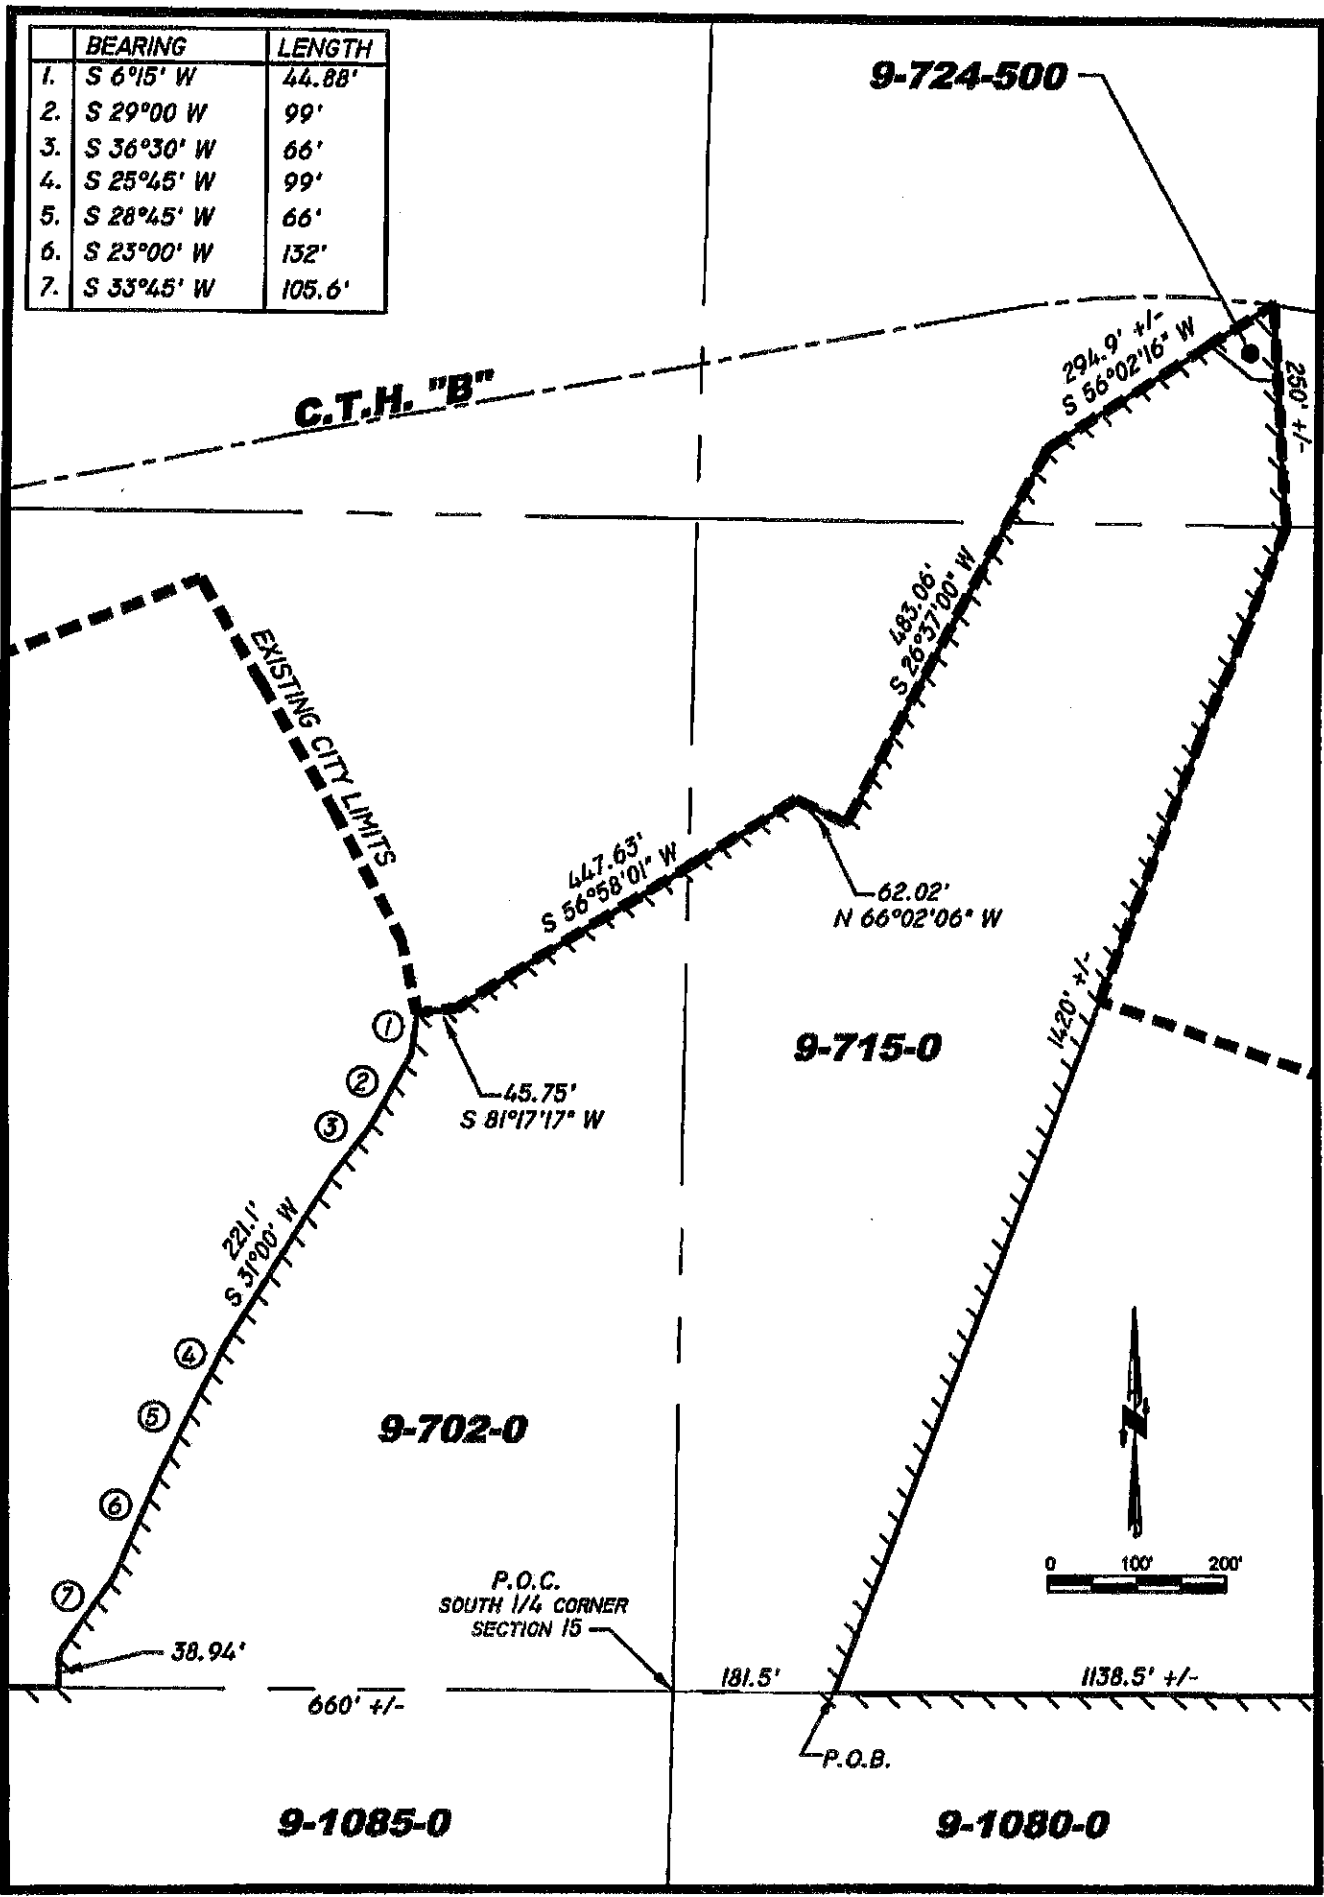 BEARING LENGTH
1. S 6°15' W 44.88'
2. S 29°00 W 99'
3. S 36°30' W 66'
4. S 25°45' W 99'
5. S 28°45' W 66'
6. S 23°00' W 132'
7. S 33°45' W 105.6'
9-724-500
C.T.H. "B"
294.9' +/-
S 56°02'16" W
250' +/-
EXISTING CITY LIMITS
483.06'
S 26°37'00" W
447.63'
S 56°58'01" W
62.02'
N 66°02'06" W
1
2
3
45.75'
S 81°17'17" W
9-715-0
1420' +/-
221.1'
S 31°00' W
4
5
6
7
9-702-0
N
0 100' 200'
P.O.C.
SOUTH 1/4 CORNER
SECTION 15
38.94'
660' +/-
181.5'
1138.5' +/-
P.O.B.
9-1085-0
9-1080-0